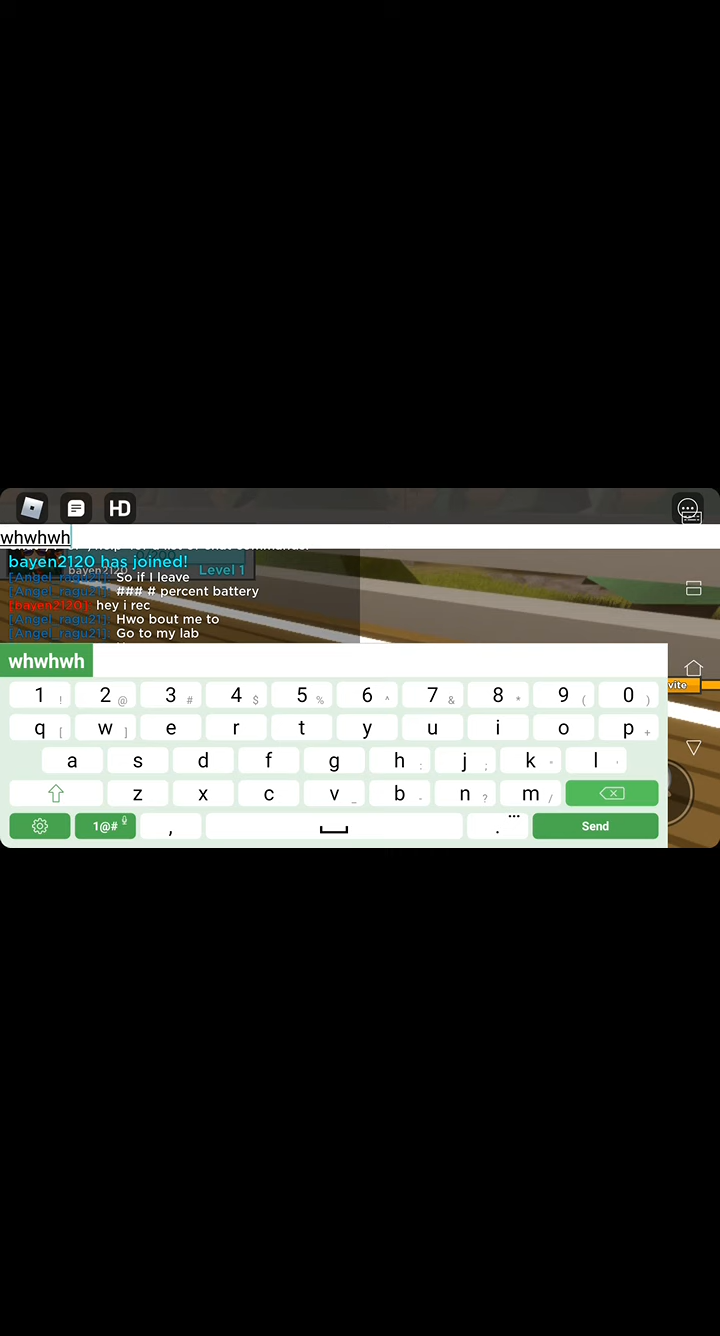 HD
whwhwh
bayen2120 has joined!
bayen2120 Level 1
[Angel_ragu21]: So if I leave
[Angel_ragu21]: ### # percent battery
[bayen2120]: hey i rec
[Angel_ragu21]: Hwo bout me to
[Angel_ragu21]: Go to my lab
whwhwh
vite
1 ! 2 @ 3 # 4 $ 5 % 6 ^ 7 & 8 * 9 ( 0 )
q [ w ] e r t y u i o p +
a s d f g h : j ; k " l '
z x c v _ b - n ? m /
1@# , . ... Send